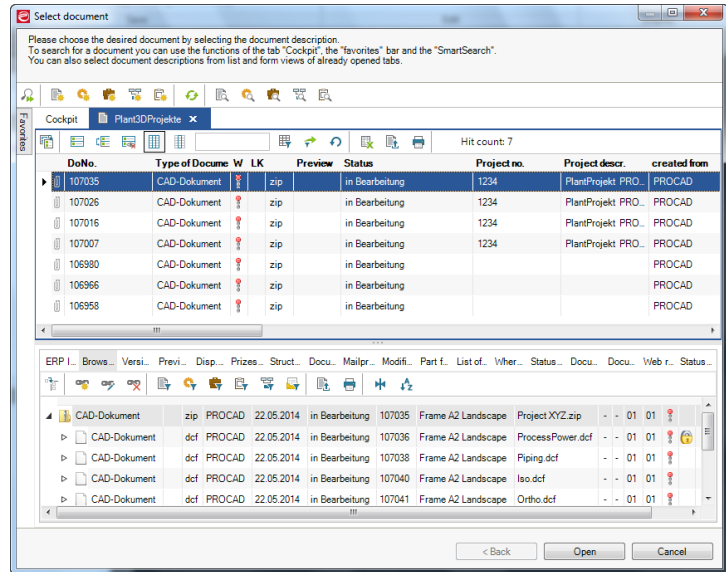 Select document
Please choose the desired document by selecting the document description.
To search for a document you can use the functions of the tab "Cockpit", the "favorites" bar and the "SmartSearch".
You can also select document descriptions from list and form views of already opened tabs.
Favorites
Cockpit Plant3DProjekte
Hit count: 7
DoNo. Type of Docume W LK Preview Status Project no. Project descr. created from
107035 CAD-Dokument zip in Bearbeitung 1234 PlantProjekt PRO... PROCAD
107026 CAD-Dokument zip in Bearbeitung 1234 PlantProjekt PRO... PROCAD
107016 CAD-Dokument zip in Bearbeitung 1234 PlantProjekt PRO... PROCAD
107007 CAD-Dokument zip in Bearbeitung 1234 PlantProjekt PRO... PROCAD
106980 CAD-Dokument zip in Bearbeitung PROCAD
106966 CAD-Dokument zip in Bearbeitung PROCAD
106958 CAD-Dokument zip in Bearbeitung PROCAD
ERP I... Brows... Versi... Previ... Disp... Prizes... Struct... Docu... Mailpr... Modifi... Part f... List of... Wher... Status... Docu... Docu... Web r... Status...
CAD-Dokument zip PROCAD 22.05.2014 in Bearbeitung 107035 Frame A2 Landscape Project XYZ.zip - - 01 01
CAD-Dokument dcf PROCAD 22.05.2014 in Bearbeitung 107036 Frame A2 Landscape ProcessPower.dcf - - 01 01
CAD-Dokument dcf PROCAD 22.05.2014 in Bearbeitung 107038 Frame A2 Landscape Piping.dcf - - 01 01
CAD-Dokument dcf PROCAD 22.05.2014 in Bearbeitung 107040 Frame A2 Landscape Iso.dcf - - 01 01
CAD-Dokument dcf PROCAD 22.05.2014 in Bearbeitung 107041 Frame A2 Landscape Ortho.dcf - - 01 01
< Back Open Cancel